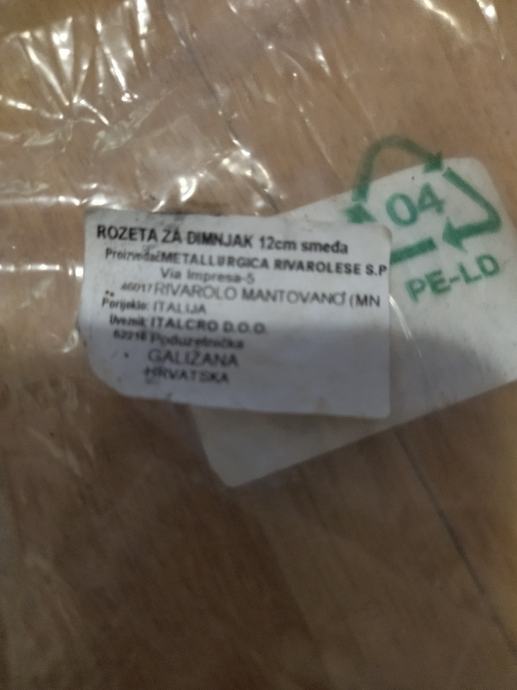 ROZETA ZA DIMNJAK 12cm smeđa
Proizvođač: METALLURGICA RIVAROLESE S.P
Via Impresa-5
46017 RIVAROLO MANTOVANO (MN
Porijeklo: ITALIJA
Uvoznik: ITALCRO D.O.O.
52216 Poduzetnička
GALIŽANA
HRVATSKA
04
PE-LD